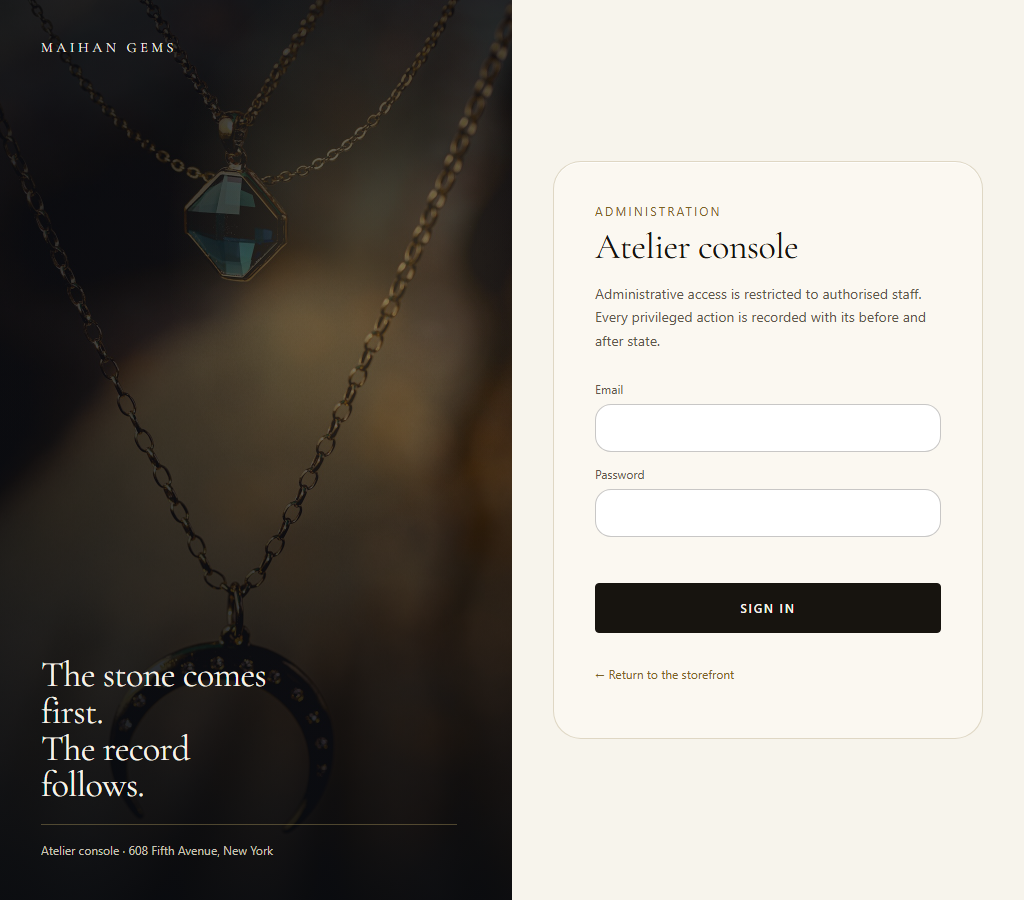 MAIHAN GEMS
The stone comes
first.
The record
follows.
Atelier console · 608 Fifth Avenue, New York
ADMINISTRATION
Atelier console
Administrative access is restricted to authorised staff.
Every privileged action is recorded with its before and
after state.
Email
Password
SIGN IN
← Return to the storefront